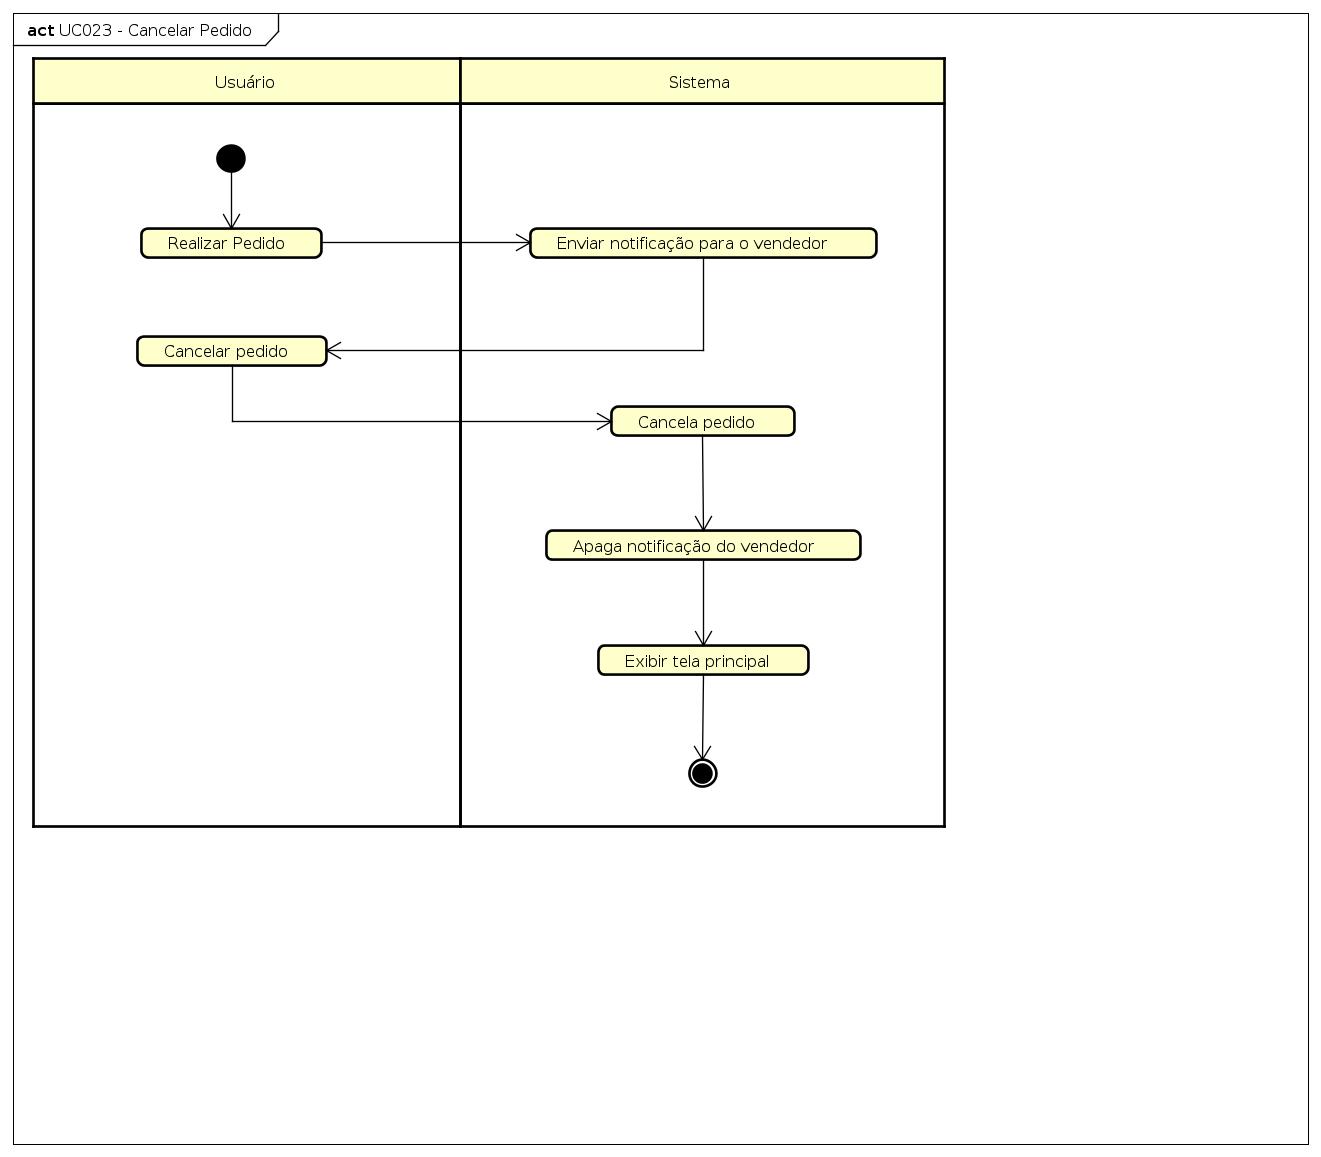 act UC023 - Cancelar Pedido
Usuário
Sistema
Realizar Pedido
Enviar notificação para o vendedor
Cancelar pedido
Cancela pedido
Apaga notificação do vendedor
Exibir tela principal